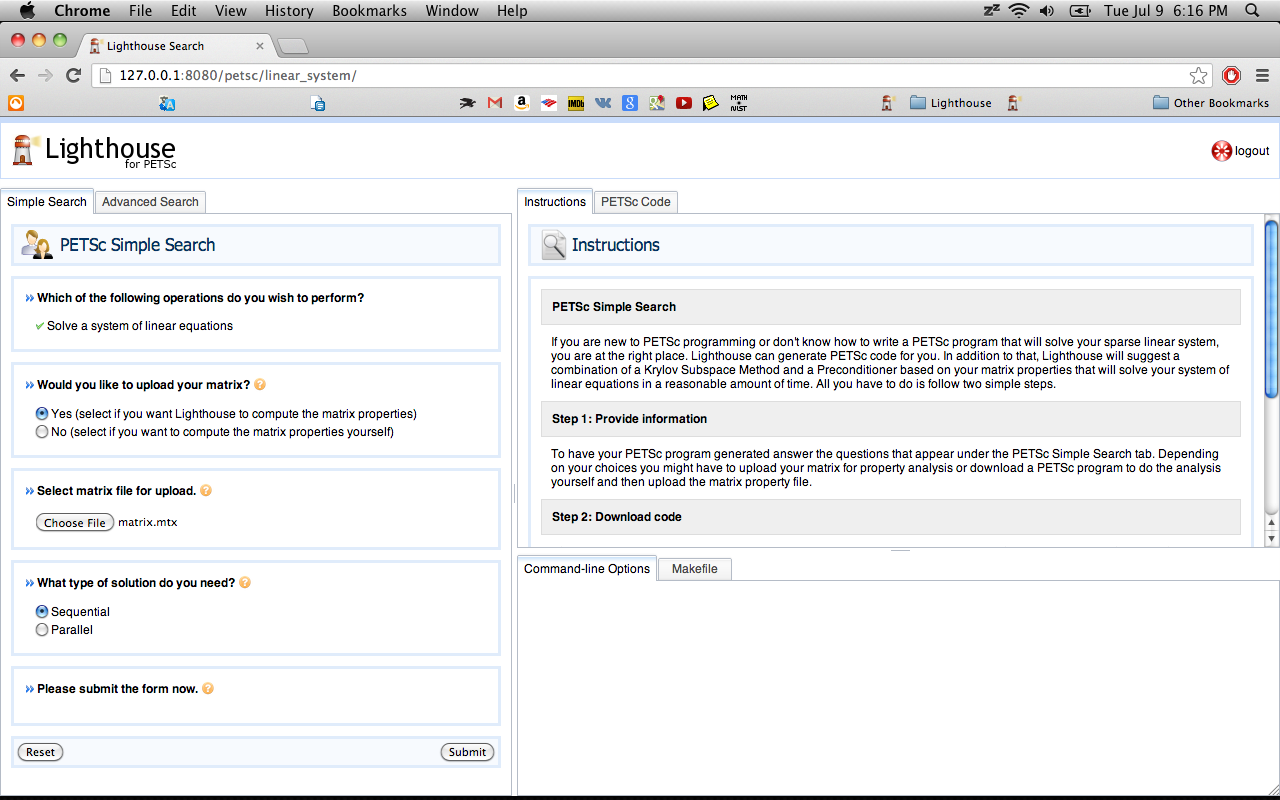 Chrome File Edit View History Bookmarks Window Help Tue Jul 9 6:16 PM
Lighthouse Search
127.0.0.1:8080/petsc/linear_system/
IMDb MATH NIST Lighthouse Other Bookmarks
Lighthouse
for PETSc
logout
Simple Search Advanced Search
PETSc Simple Search
Which of the following operations do you wish to perform?
Solve a system of linear equations
Would you like to upload your matrix? ?
Yes (select if you want Lighthouse to compute the matrix properties)
No (select if you want to compute the matrix properties yourself)
Select matrix file for upload. ?
Choose File matrix.mtx
What type of solution do you need? ?
Sequential
Parallel
Please submit the form now. ?
Reset Submit
Instructions PETSc Code
Instructions
PETSc Simple Search
If you are new to PETSc programming or don't know how to write a PETSc program that will solve your sparse linear system,
you are at the right place. Lighthouse can generate PETSc code for you. In addition to that, Lighthouse will suggest a
combination of a Krylov Subspace Method and a Preconditioner based on your matrix properties that will solve your system of
linear equations in a reasonable amount of time. All you have to do is follow two simple steps.
Step 1: Provide information
To have your PETSc program generated answer the questions that appear under the PETSc Simple Search tab. Depending
on your choices you might have to upload your matrix for property analysis or download a PETSc program to do the analysis
yourself and then upload the matrix property file.
Step 2: Download code
Command-line Options Makefile